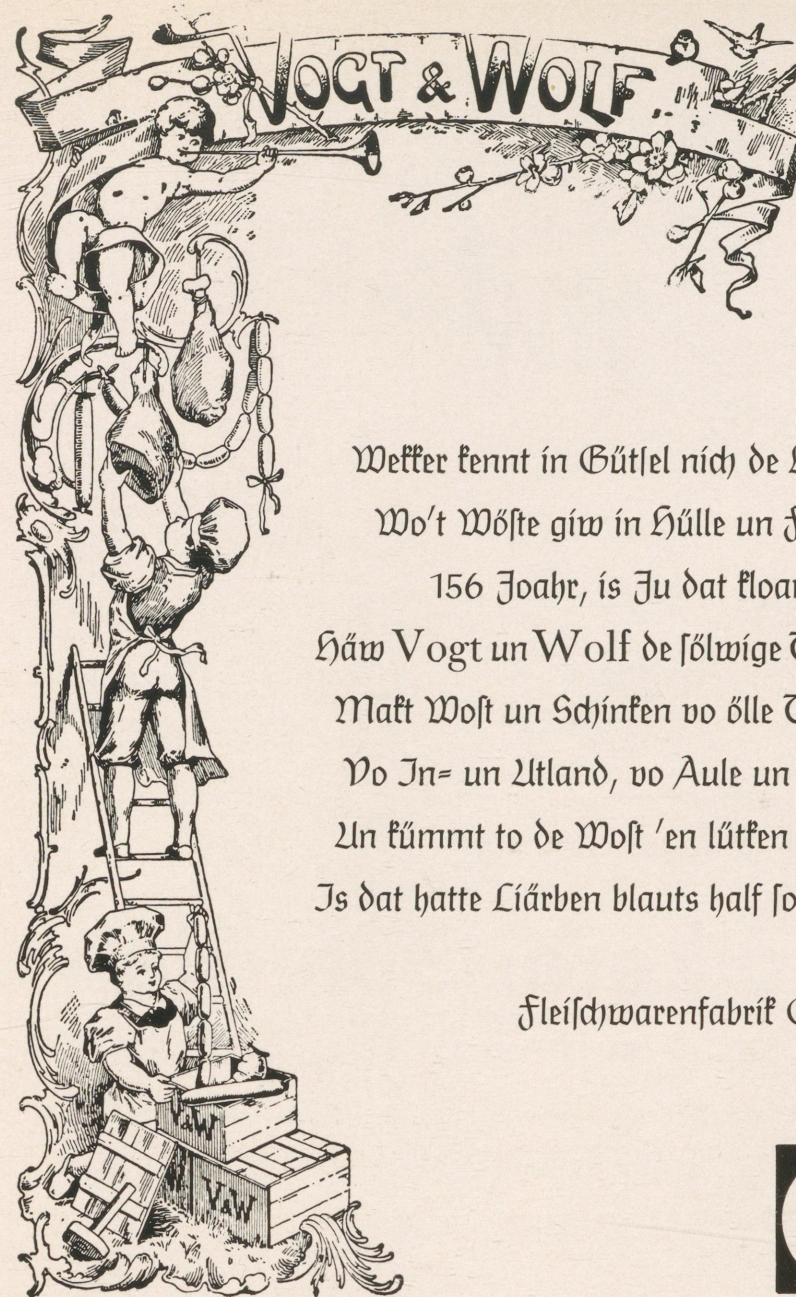 VOGT & WOLF
Wekker kennt in Gütsel nich de
Wo't Wöste giw in Hülle un
156 Joahr, is Ju dat kloar
Häw Vogt un Wolf de sölwige
Makt Wost un Schinken vo ölle
Vo In- un Utland, vo Aule un
Un kümmt to de Wost 'en lütken
Is dat hatte Liärben blauts half so
Fleischwarenfabrik
V&W
W
V&W